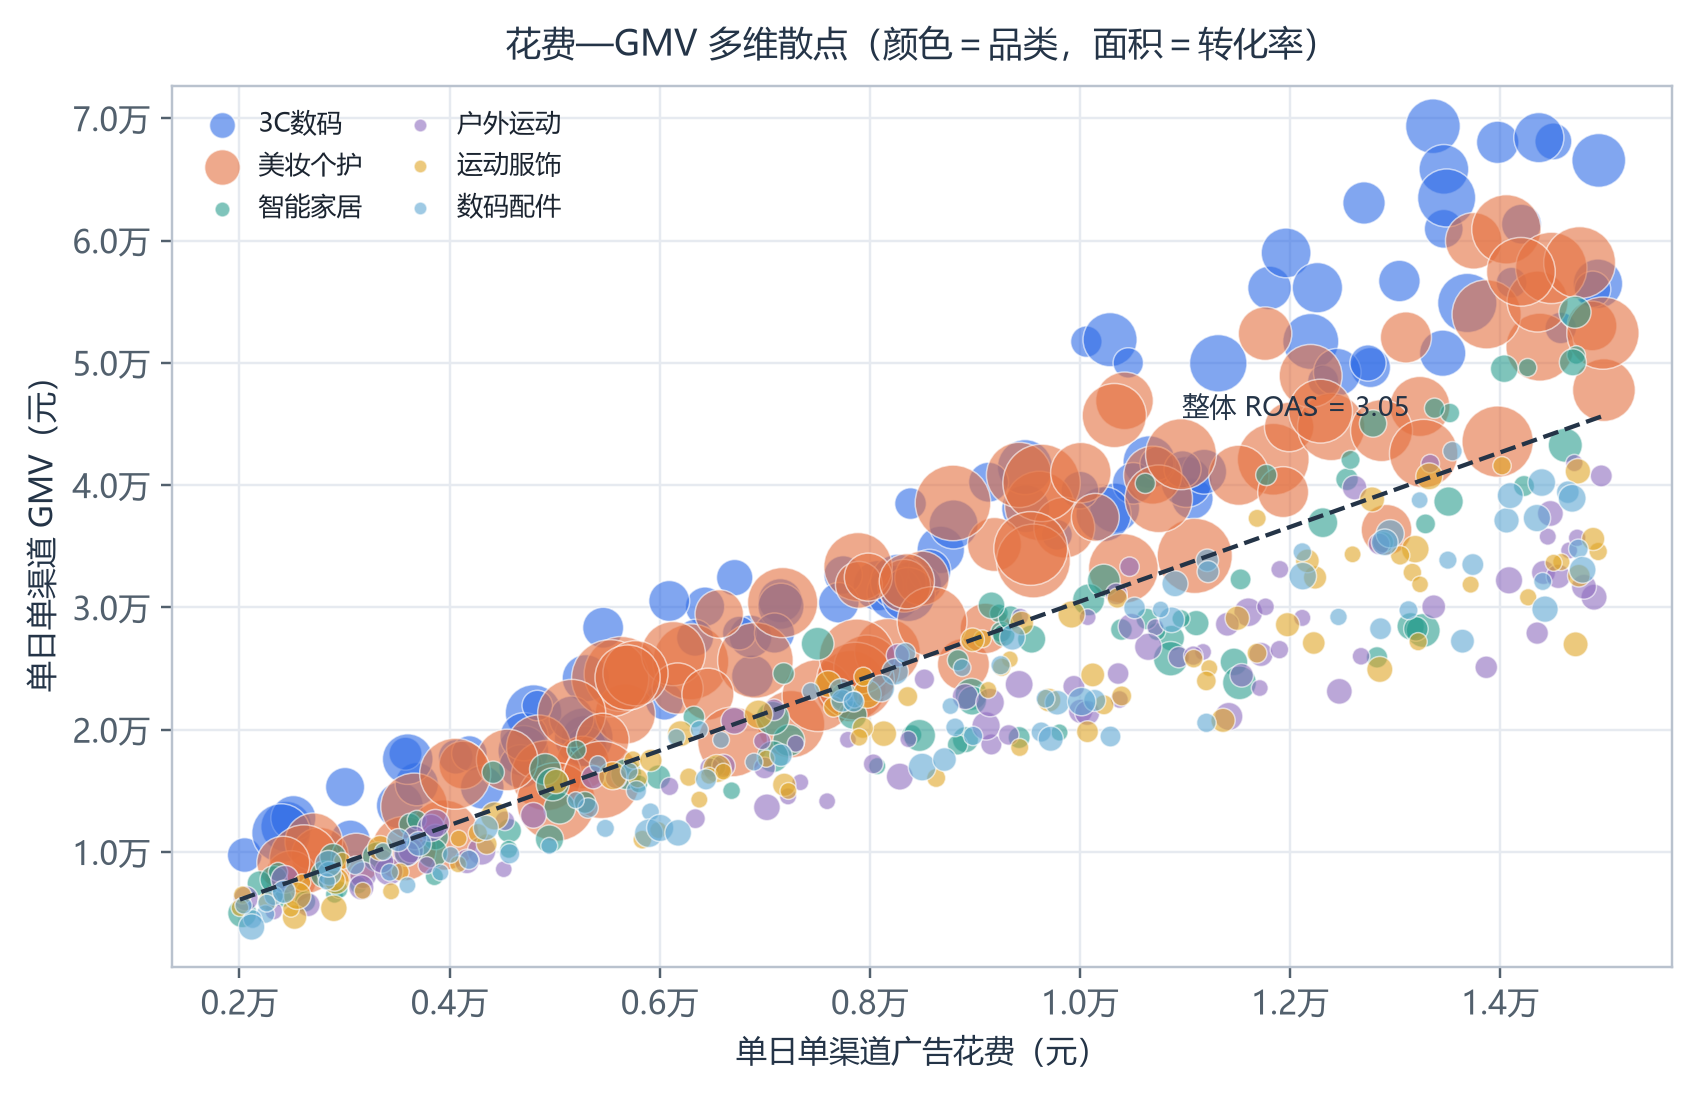 花费—GMV 多维散点（颜色＝品类，面积＝转化率）
7.0万
6.0万
5.0万
4.0万
3.0万
2.0万
1.0万
单日单渠道 GMV（元）
3C数码
美妆个护
智能家居
户外运动
运动服饰
数码配件
整体 ROAS = 3.05
0.2万 0.4万 0.6万 0.8万 1.0万 1.2万 1.4万
单日单渠道广告花费（元）